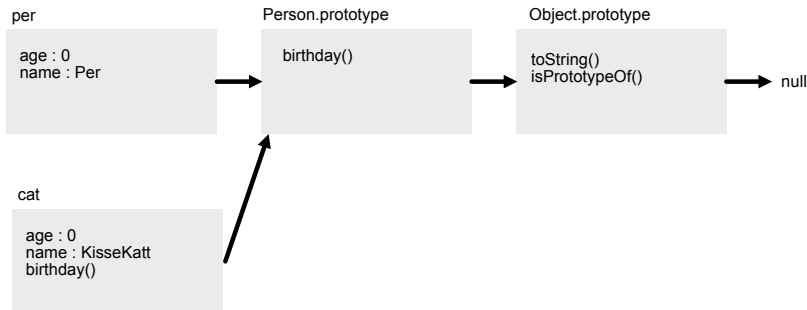 per
age : 0
name : Per
Person.prototype
birthday()
Object.prototype
toString()
isPrototypeOf()
null
cat
age : 0
name : KisseKatt
birthday()